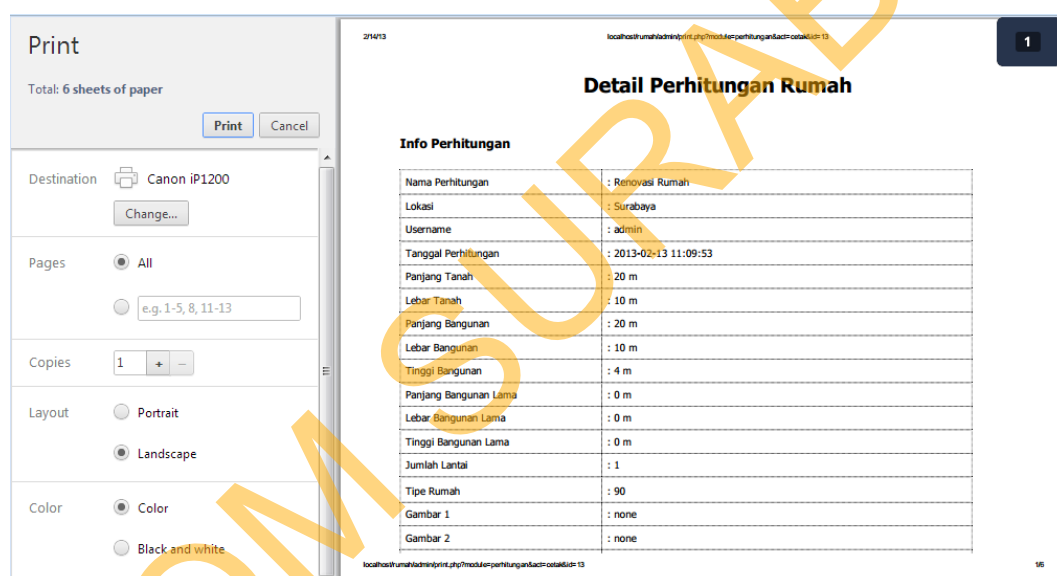 Print
Total: 6 sheets of paper
Print Cancel
Destination Canon iP1200
Change...
Pages All
e.g. 1-5, 8, 11-13
Copies 1 + −
Layout Portrait
Landscape
Color Color
Black and white
2/14/13 localhost/rumah/admin/print.php?module=perhitungan&act=cetak&id=13
1
Detail Perhitungan Rumah
Info Perhitungan
Nama Perhitungan : Renovasi Rumah
Lokasi : Surabaya
Username : admin
Tanggal Perhitungan : 2013-02-13 11:09:53
Panjang Tanah : 20 m
Lebar Tanah : 10 m
Panjang Bangunan : 20 m
Lebar Bangunan : 10 m
Tinggi Bangunan : 4 m
Panjang Bangunan Lama : 0 m
Lebar Bangunan Lama : 0 m
Tinggi Bangunan Lama : 0 m
Jumlah Lantai : 1
Tipe Rumah : 90
Gambar 1 : none
Gambar 2 : none
localhost/rumah/admin/print.php?module=perhitungan&act=cetak&id=13 1/6
OM SURAB